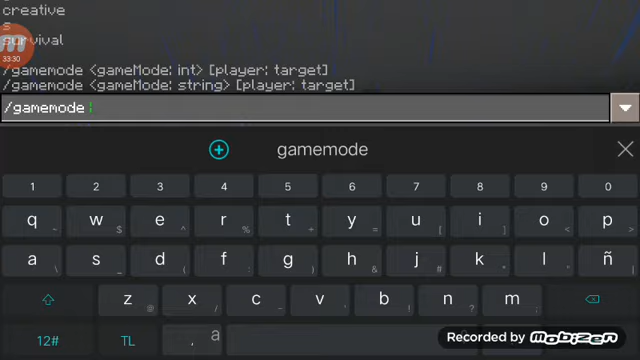 creative
s
survival
33:30
/gamemode <gameMode: int> [player: target]
/gamemode <gameMode: string> [player: target]
/gamemode
gamemode
1 2 3 4 5 6 7 8 9 0
q ~ w $ e ^ r % t + y = u [ i ] o < p >
a \ s _ d ( f : g ) h & j # k * l ! ñ |
z @ x / c - v ' b ! n ? m ;
12# TL , a
Recorded by mobizen